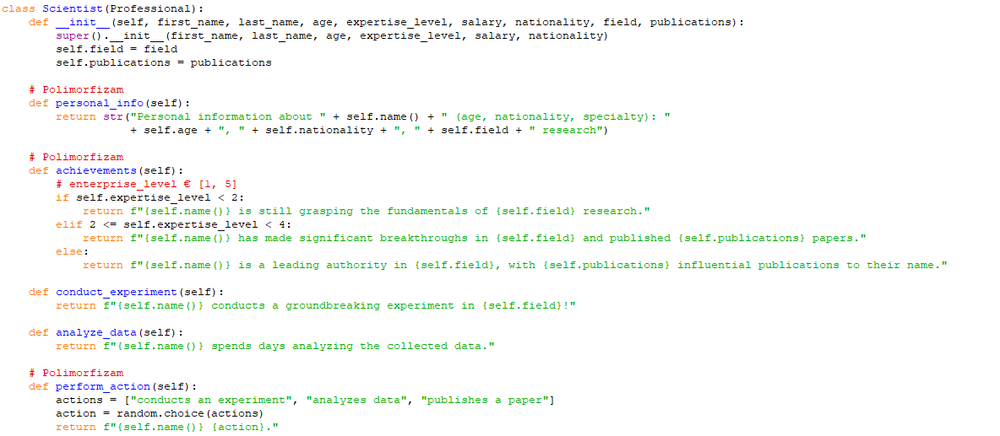 class Scientist(Professional):
    def __init__(self, first_name, last_name, age, expertise_level, salary, nationality, field, publications):
        super().__init__(first_name, last_name, age, expertise_level, salary, nationality)
        self.field = field
        self.publications = publications

    # Polimorfizam
    def personal_info(self):
        return str("Personal information about " + self.name() + " (age, nationality, specialty): "
                   + self.age + ", " + self.nationality + ", " + self.field + " research")

    # Polimorfizam
    def achievements(self):
        # enterprise_level € [1, 5]
        if self.expertise_level < 2:
            return f"{self.name()} is still grasping the fundamentals of {self.field} research."
        elif 2 <= self.expertise_level < 4:
            return f"{self.name()} has made significant breakthroughs in {self.field} and published {self.publications} papers."
        else:
            return f"{self.name()} is a leading authority in {self.field}, with {self.publications} influential publications to their name."

    def conduct_experiment(self):
        return f"{self.name()} conducts a groundbreaking experiment in {self.field}!"

    def analyze_data(self):
        return f"{self.name()} spends days analyzing the collected data."

    # Polimorfizam
    def perform_action(self):
        actions = ["conducts an experiment", "analyzes data", "publishes a paper"]
        action = random.choice(actions)
        return f"{self.name()} {action}."